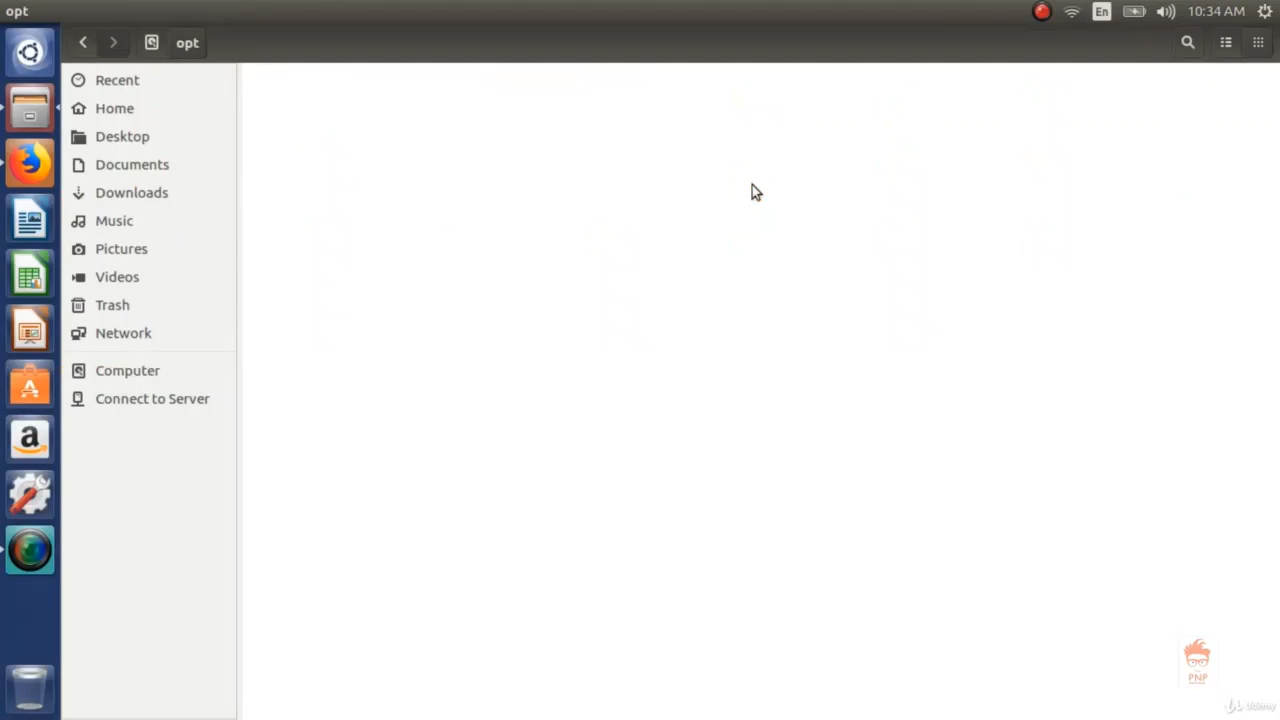 opt
En
10:34 AM
opt
Recent
Home
Desktop
Documents
Downloads
Music
Pictures
Videos
Trash
Network
Computer
Connect to Server
PNP
udemy